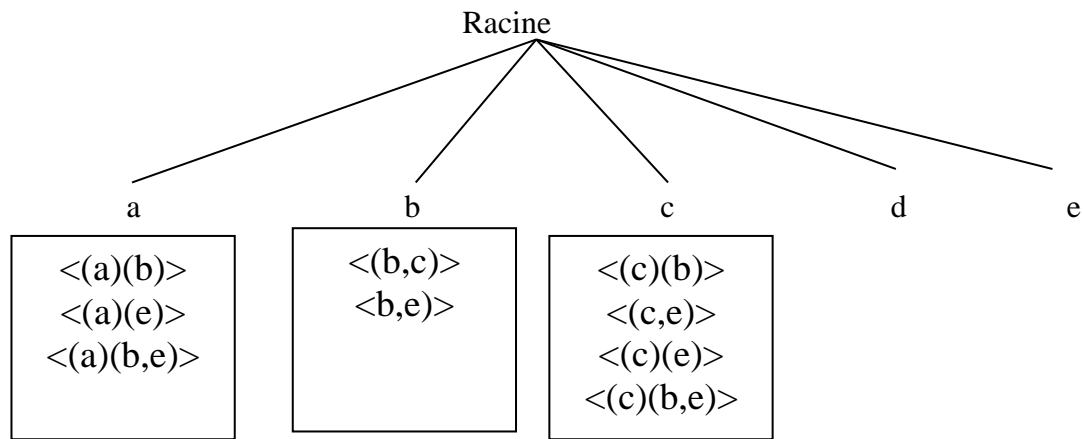 Racine
a
b
c
d
e
<(a)(b)>
<(a)(e)>
<(a)(b,e)>
<(b,c)>
<b,e)>
<(c)(b)>
<(c,e)>
<(c)(e)>
<(c)(b,e)>